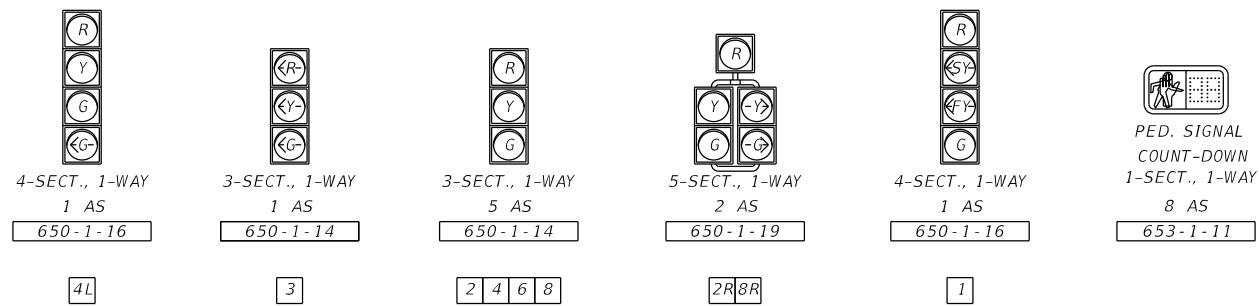 R
Y
G
<G-
4-SECT., 1-WAY
1 AS
650-1-16
4L
<R-
<Y-
<G-
3-SECT., 1-WAY
1 AS
650-1-14
3
R
Y
G
3-SECT., 1-WAY
5 AS
650-1-14
2 4 6 8
R
Y -Y>
G -G>
5-SECT., 1-WAY
2 AS
650-1-19
2R 8R
R
<SY-
<FY-
G
4-SECT., 1-WAY
1 AS
650-1-16
1
PED. SIGNAL
COUNT-DOWN
1-SECT., 1-WAY
8 AS
653-1-11